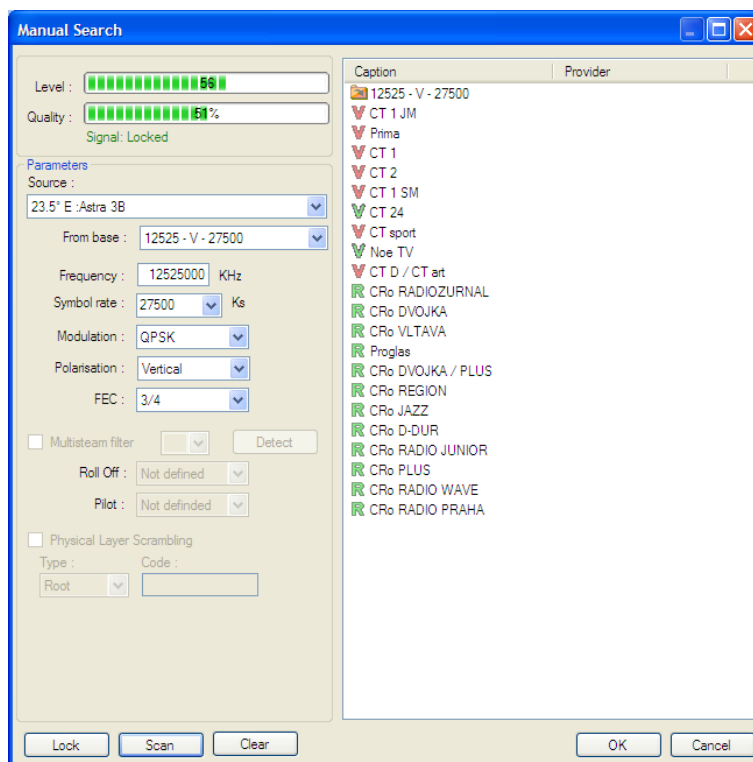 Manual Search
Level : 56
Quality : 51%
Signal: Locked
Parameters
Source :
23.5° E :Astra 3B
From base : 12525 - V - 27500
Frequency : 12525000 KHz
Symbol rate : 27500 Ks
Modulation : QPSK
Polarisation : Vertical
FEC : 3/4
Multisteam filter Detect
Roll Off : Not defined
Pilot : Not definded
Physical Layer Scrambling
Type : Code :
Root
Lock Scan Clear
Caption Provider
12525 - V - 27500
CT 1 JM
Prima
CT 1
CT 2
CT 1 SM
CT 24
CT sport
Noe TV
CT D / CT art
R CRo RADIOZURNAL
R CRo DVOJKA
R CRo VLTAVA
R Proglas
R CRo DVOJKA / PLUS
R CRo REGION
R CRo JAZZ
R CRo D-DUR
R CRo RADIO JUNIOR
R CRo PLUS
R CRo RADIO WAVE
R CRo RADIO PRAHA
OK Cancel